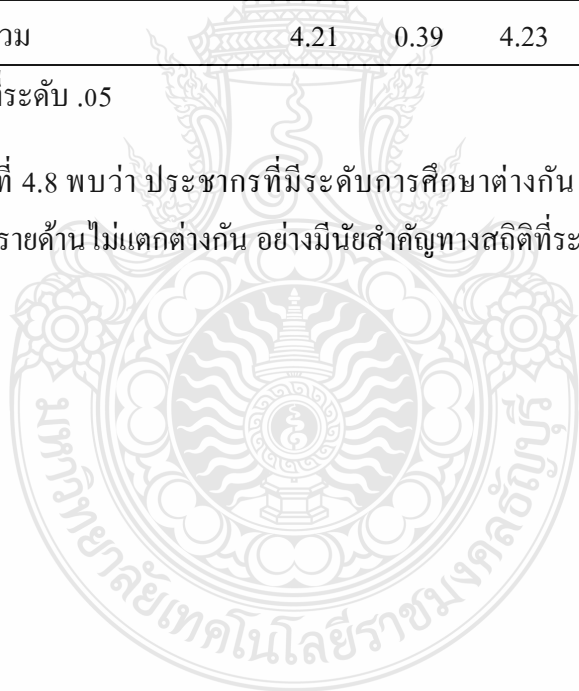 วม 4.21 0.39 4.23
ี่ระดับ .05
ที่ 4.8 พบว่า ประชากรที่มีระดับการศึกษาต่างกัน
รายด้านไม่แตกต่างกัน อย่างมีนัยสำคัญทางสถิติที่ระ
มหาวิทยาลัยเทคโนโลยีราชมงคลธัญบุรี